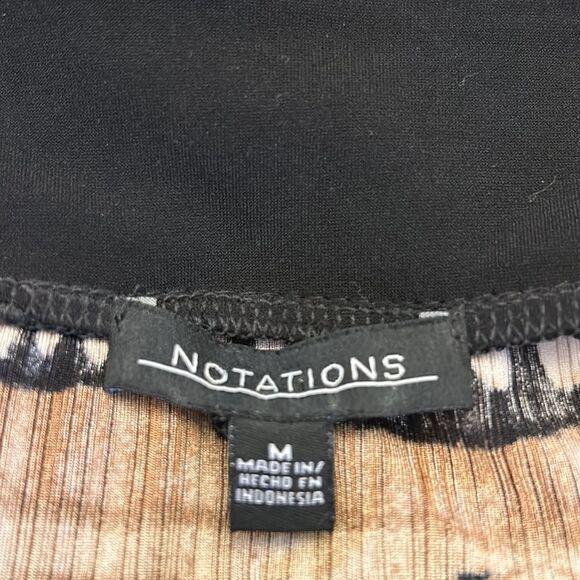 NOTATIONS
M
MADE IN/
HECHO EN
INDONESIA